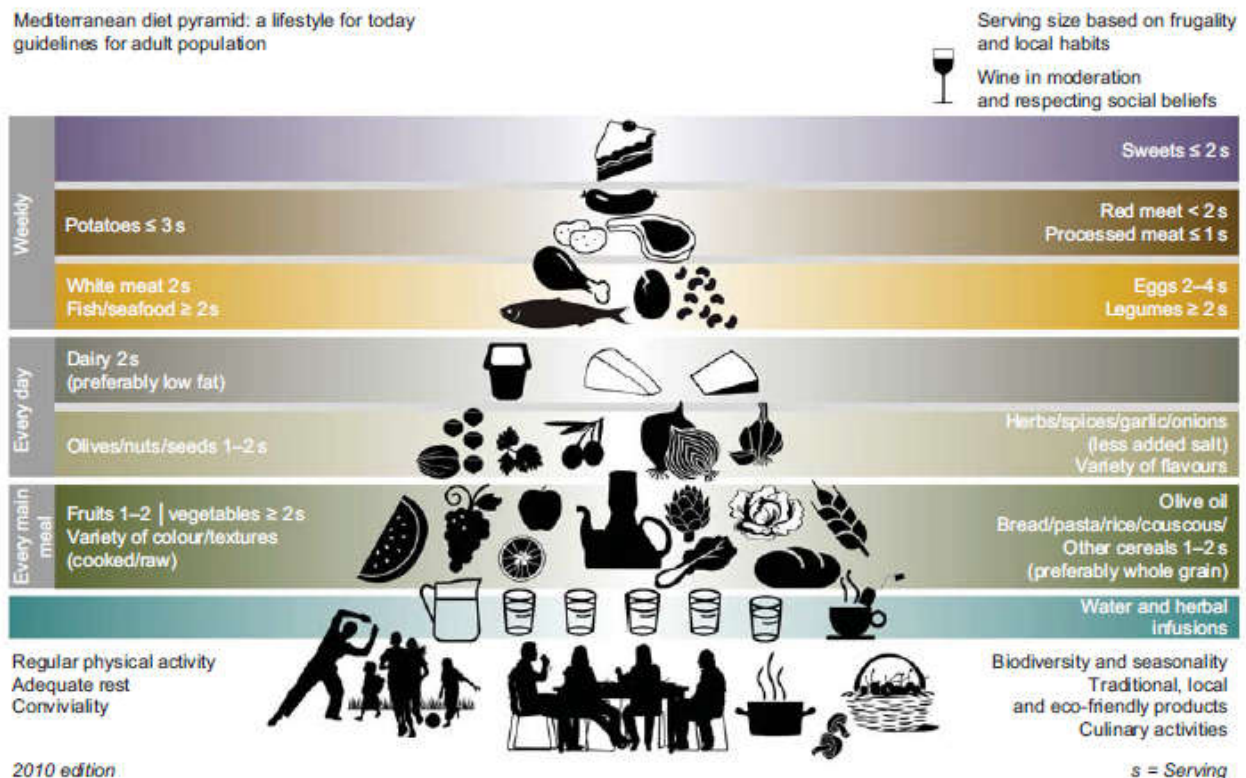 Mediterranean diet pyramid: a lifestyle for today
guidelines for adult population
Serving size based on frugality
and local habits
Wine in moderation
and respecting social beliefs
Weekly
Sweets ≤ 2 s
Potatoes ≤ 3 s
Red meet < 2 s
Processed meat ≤ 1 s
White meat 2s
Fish/seafood ≥ 2s
Eggs 2–4 s
Legumes ≥ 2 s
Every day
Dairy 2s
(preferably low fat)
Olives/nuts/seeds 1–2 s
Herbs/spices/garlic/onions
(less added salt)
Variety of flavours
Every main
meal
Fruits 1–2 | vegetables ≥ 2s
Variety of colour/textures
(cooked/raw)
Olive oil
Bread/pasta/rice/couscous/
Other cereals 1–2 s
(preferably whole grain)
Water and herbal
infusions
Regular physical activity
Adequate rest
Conviviality
Biodiversity and seasonality
Traditional, local
and eco-friendly products
Culinary activities
2010 edition
s = Serving